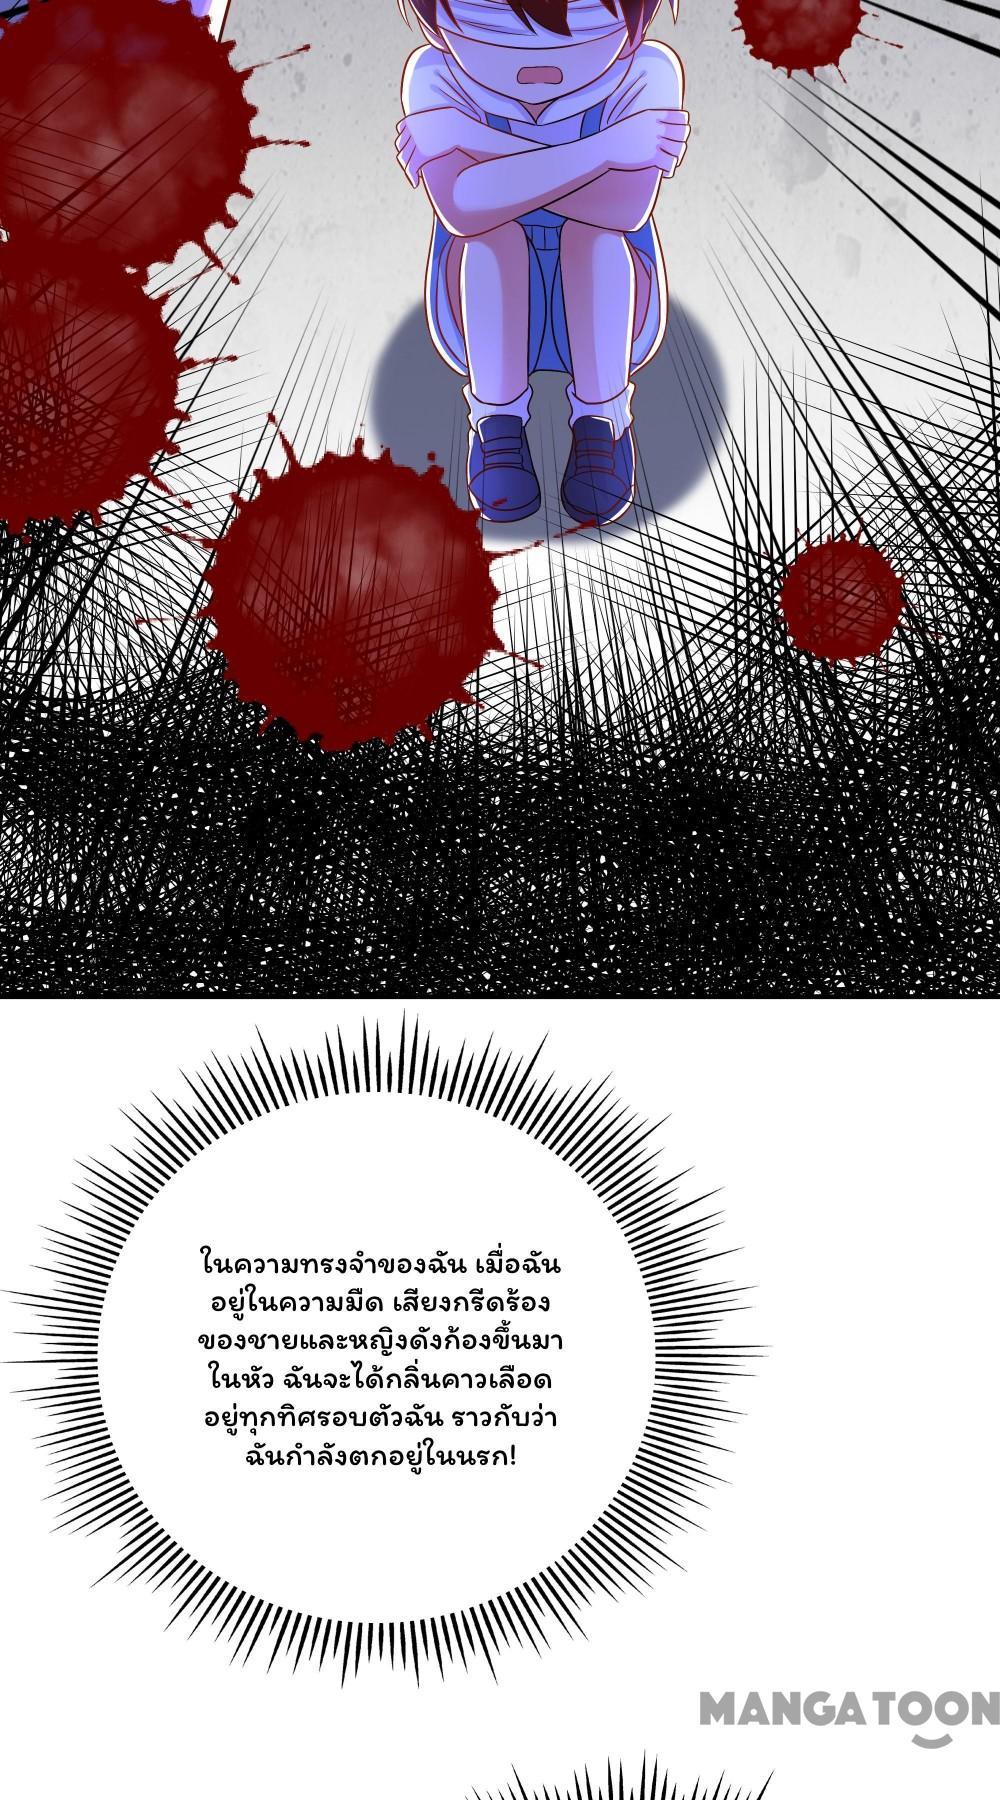 ในความทรงจำของฉัน เมื่อฉัน
อยู่ในความมืด เสียงกรีดร้อง
ของชายและหญิงดังก้องขึ้นมา
ในหัว ฉันจะได้กลิ่นคาวเลือด
อยู่ทุกทิศรอบตัวฉัน ราวกับว่า
ฉันกำลังตกอยู่ในนรก!
MANGATOON